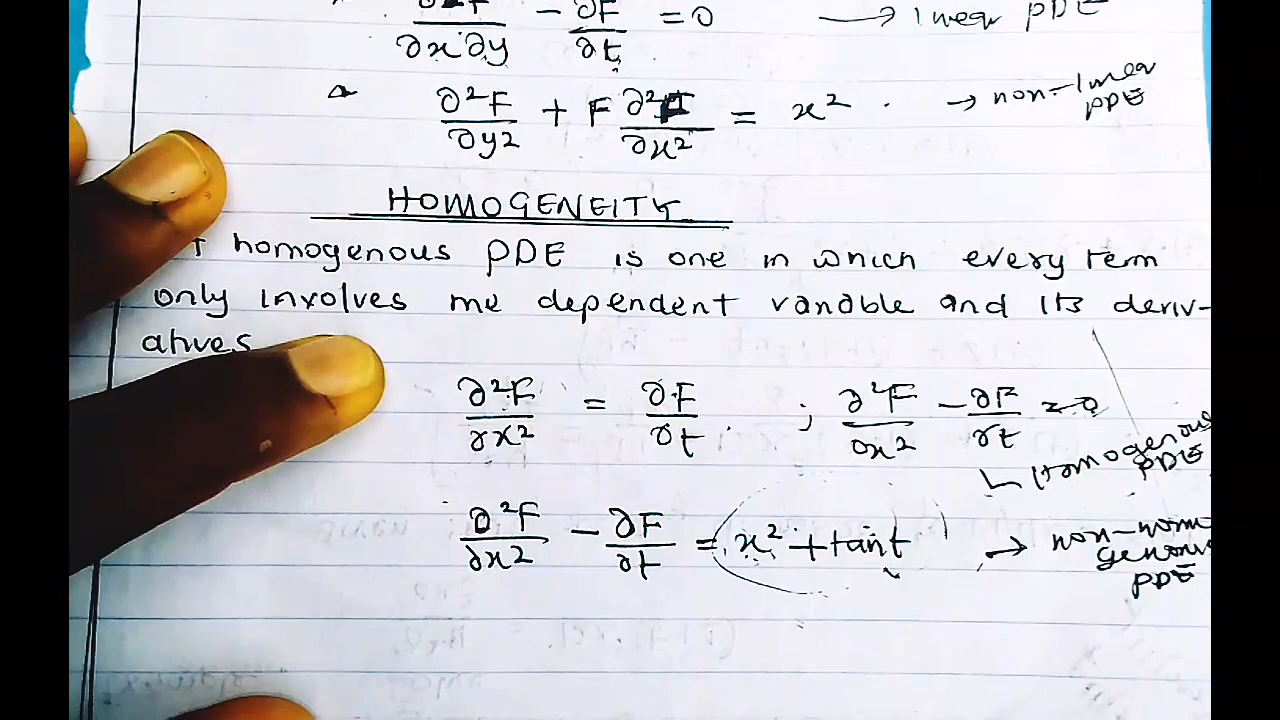 ∂²F/∂x∂y − ∂F/∂t = 0 → linear PDE
∂²F/∂y2 + F ∂²F/∂x² = x² . → non-linear PDE
HOMOGENEITY
homogenous PDE is one in which every term
only involves the dependent variable and its deriv-
atives
∂²F/∂x² = ∂F/∂t . ; ∂²F/∂x² − ∂F/∂t = 0
Homogenous PDE
∂²F/∂x² − ∂F/∂t = x² + tan t → non-homogenous PDE